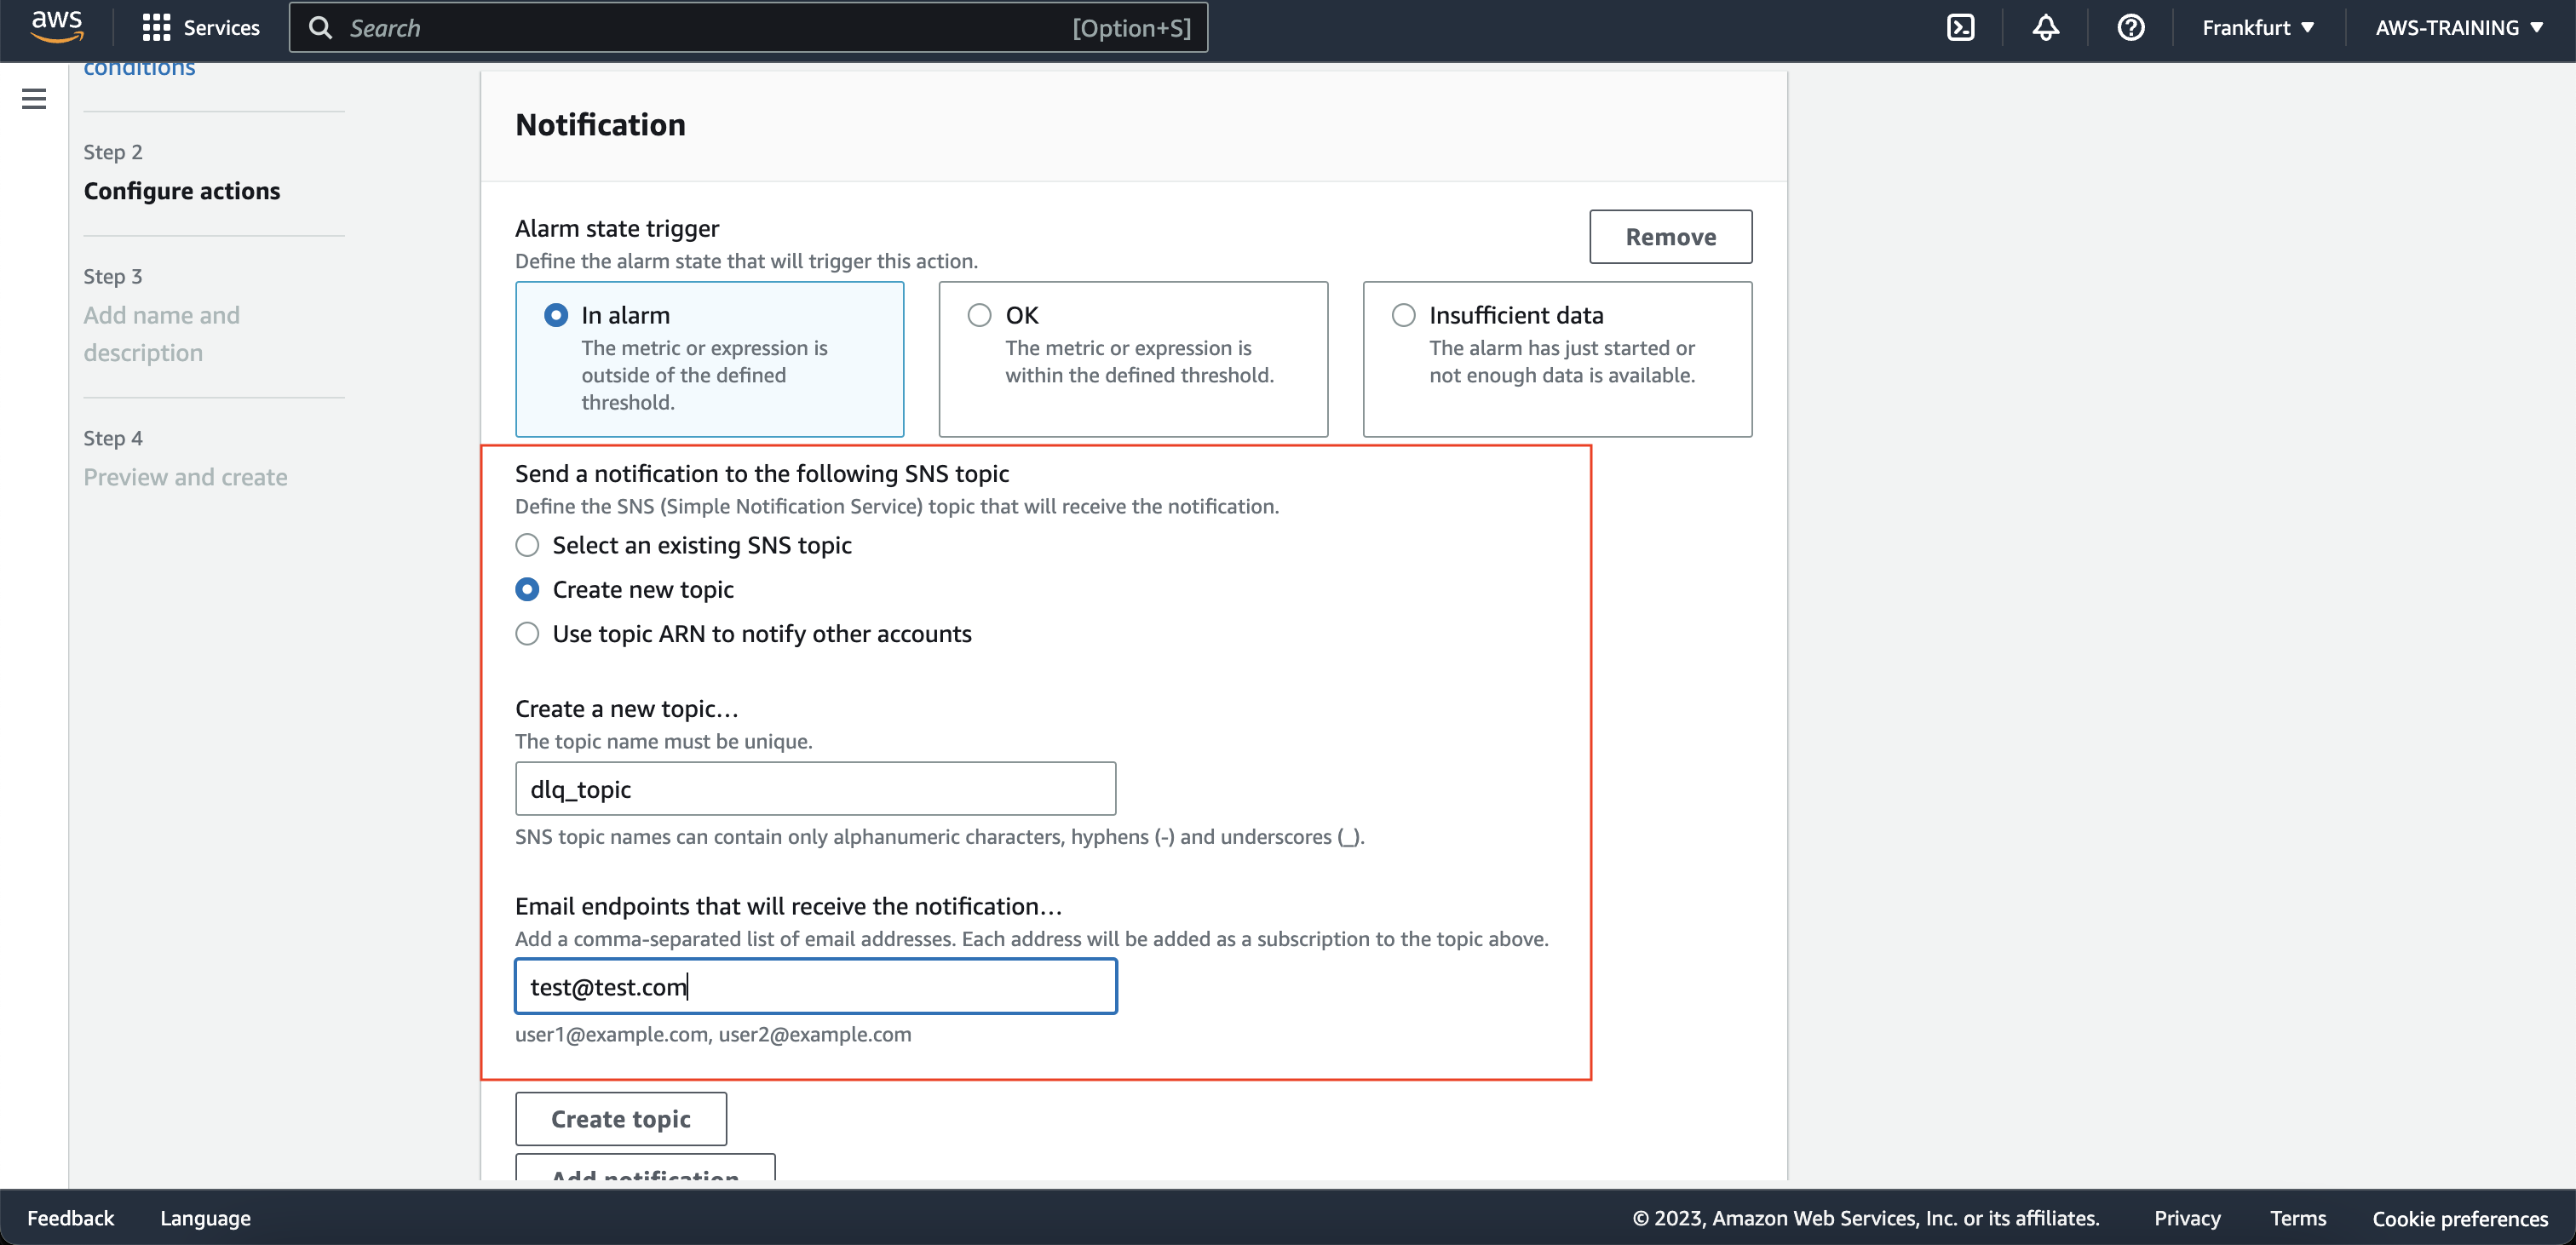 aws
Services
Search
[Option+S]
Frankfurt
AWS-TRAINING
conditions
Step 2
Configure actions
Step 3
Add name and
description
Step 4
Preview and create
Notification
Alarm state trigger
Define the alarm state that will trigger this action.
Remove
In alarm
The metric or expression is
outside of the defined
threshold.
OK
The metric or expression is
within the defined threshold.
Insufficient data
The alarm has just started or
not enough data is available.
Send a notification to the following SNS topic
Define the SNS (Simple Notification Service) topic that will receive the notification.
Select an existing SNS topic
Create new topic
Use topic ARN to notify other accounts
Create a new topic…
The topic name must be unique.
dlq_topic
SNS topic names can contain only alphanumeric characters, hyphens (-) and underscores (_).
Email endpoints that will receive the notification…
Add a comma-separated list of email addresses. Each address will be added as a subscription to the topic above.
test@test.com
user1@example.com, user2@example.com
Create topic
Add notification
Feedback
Language
© 2023, Amazon Web Services, Inc. or its affiliates.
Privacy
Terms
Cookie preferences